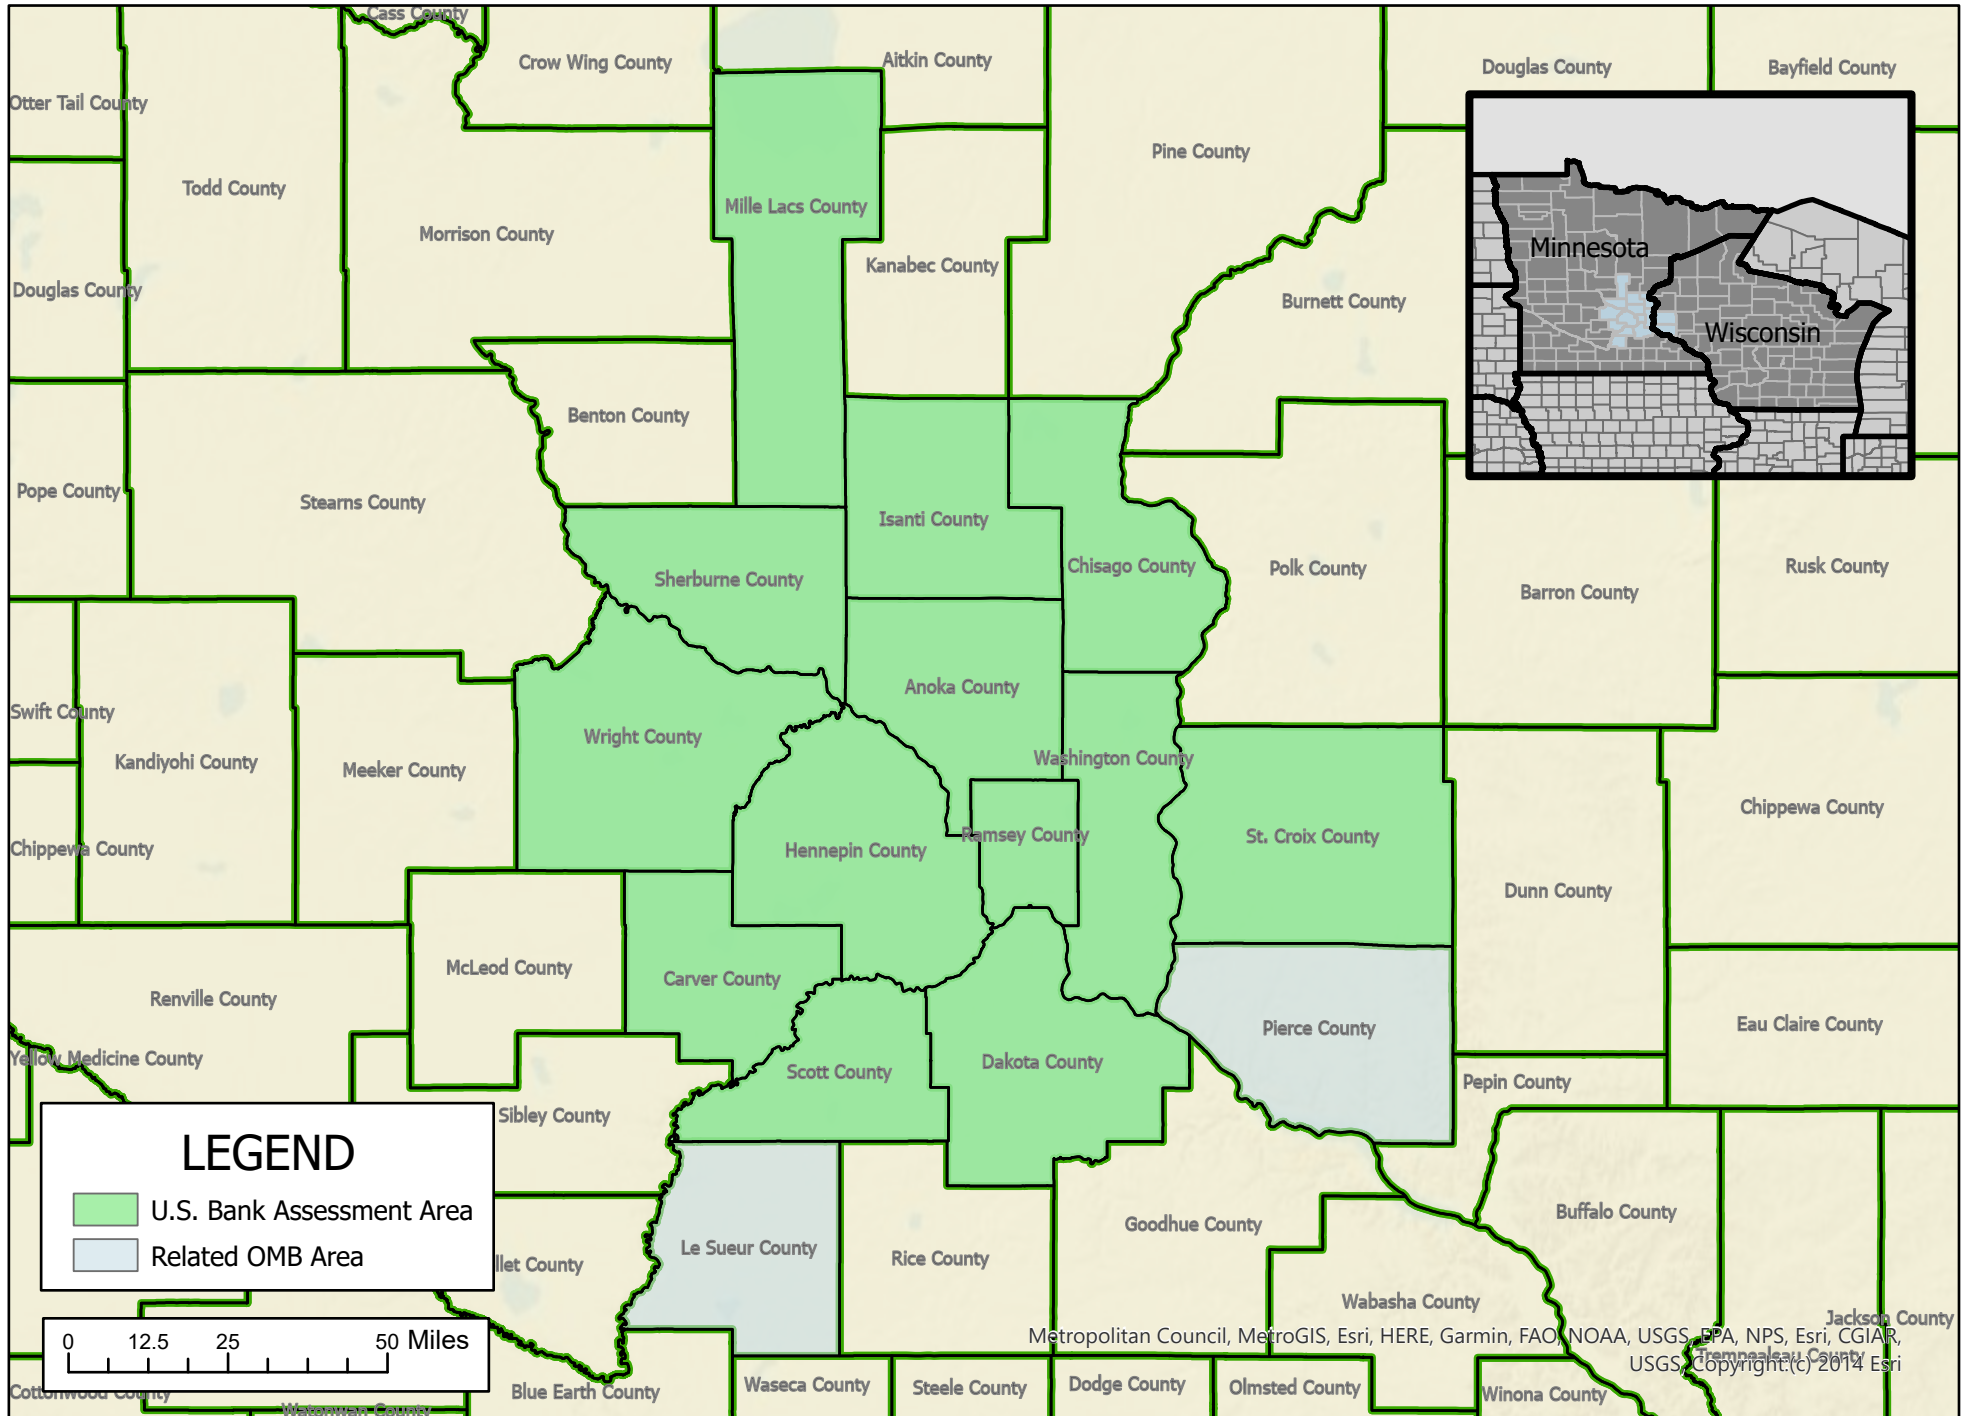 Cass County
Crow Wing County
Aitkin County
Douglas County
Bayfield County
Otter Tail County
Pine County
Todd County
Mille Lacs County
Morrison County
Minnesota
Kanabec County
Douglas County
Burnett County
Wisconsin
Benton County
Pope County
Stearns County
Isanti County
Chisago County
Polk County
Rusk County
Sherburne County
Barron County
Anoka County
Swift County
Wright County
Washington County
Kandiyohi County
Meeker County
Chippewa County
Ramsey County
St. Croix County
Chippewa County
Hennepin County
Dunn County
McLeod County
Carver County
Renville County
Pierce County
Eau Claire County
Yellow Medicine County
Dakota County
Scott County
Pepin County
Sibley County
LEGEND
U.S. Bank Assessment Area
Related OMB Area
Buffalo County
Goodhue County
Le Sueur County
Rice County
llet County
Wabasha County
Jackson County
0 12.5 25 50 Miles
Metropolitan Council, MetroGIS, Esri, HERE, Garmin, FAO, NOAA, USGS, EPA, NPS, Esri, CGIAR,
USGS, Copyright:(c) 2014 Esri
Trempealeau County
Cottonwood County
Blue Earth County
Waseca County
Steele County
Dodge County
Olmsted County
Winona County
Watonwan County